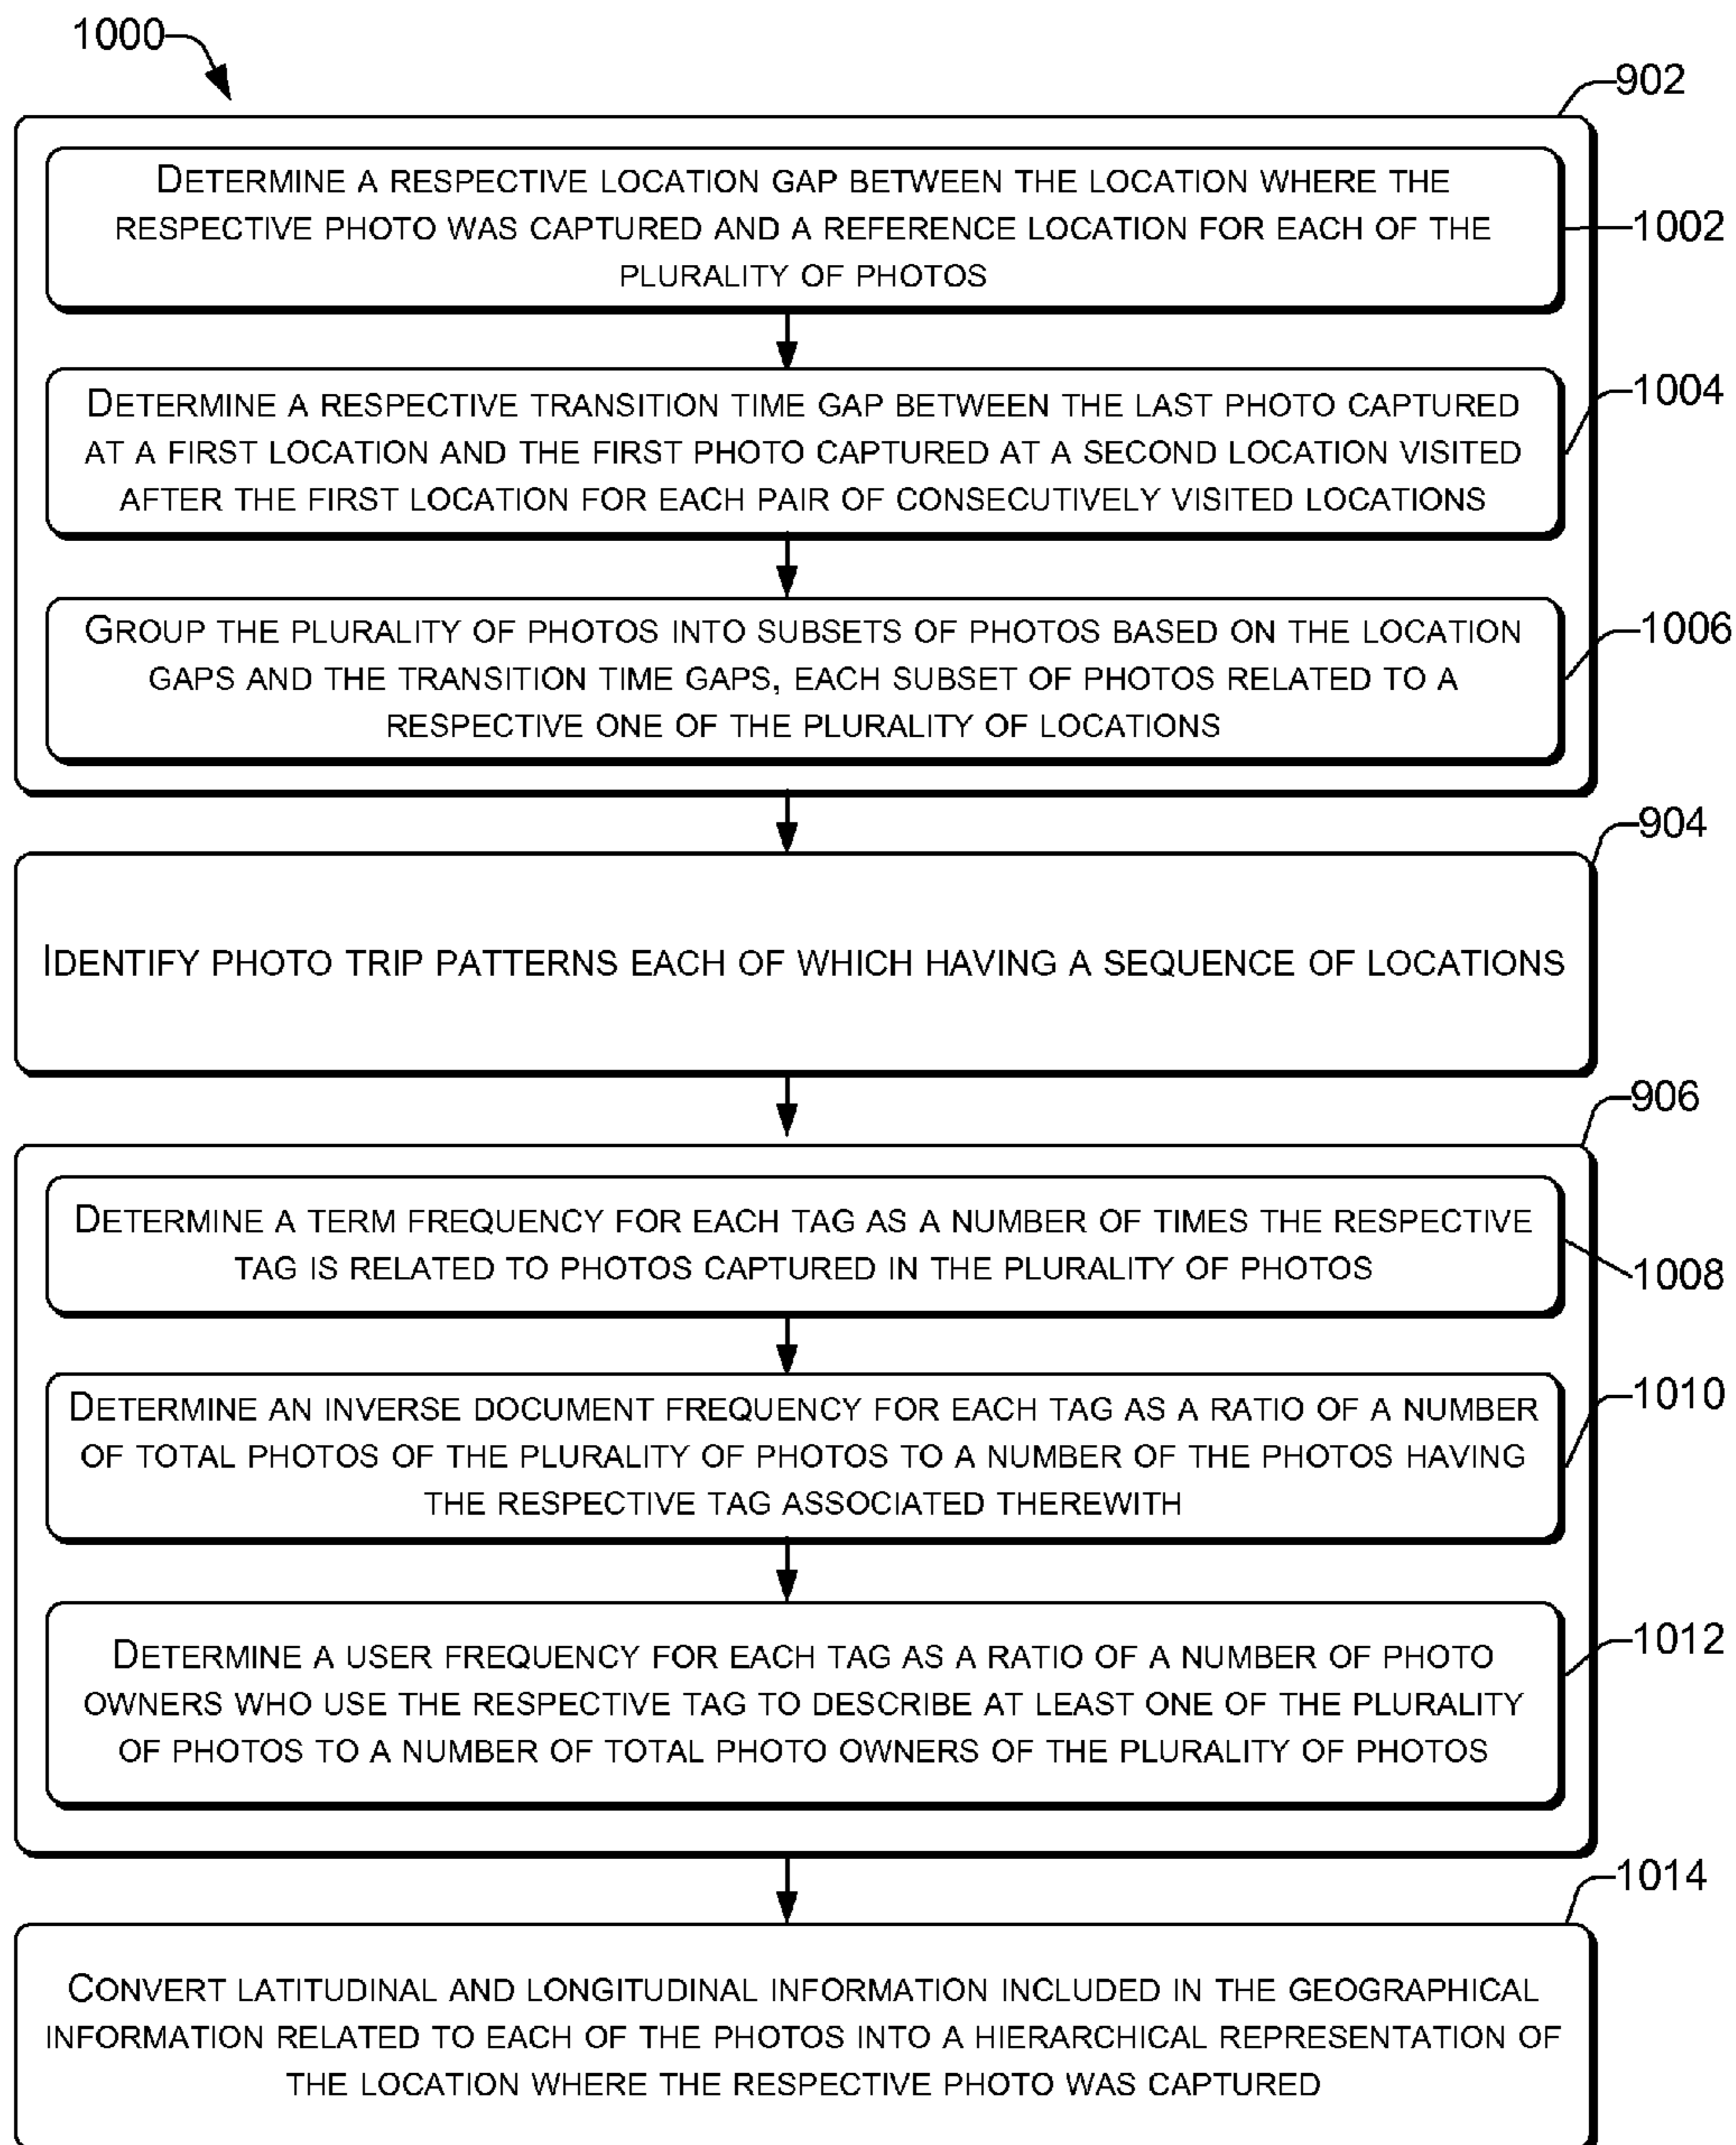 1000
902
DETERMINE A RESPECTIVE LOCATION GAP BETWEEN THE LOCATION WHERE THE
RESPECTIVE PHOTO WAS CAPTURED AND A REFERENCE LOCATION FOR EACH OF THE
PLURALITY OF PHOTOS
1002
DETERMINE A RESPECTIVE TRANSITION TIME GAP BETWEEN THE LAST PHOTO CAPTURED
AT A FIRST LOCATION AND THE FIRST PHOTO CAPTURED AT A SECOND LOCATION VISITED
AFTER THE FIRST LOCATION FOR EACH PAIR OF CONSECUTIVELY VISITED LOCATIONS
1004
GROUP THE PLURALITY OF PHOTOS INTO SUBSETS OF PHOTOS BASED ON THE LOCATION
GAPS AND THE TRANSITION TIME GAPS, EACH SUBSET OF PHOTOS RELATED TO A
RESPECTIVE ONE OF THE PLURALITY OF LOCATIONS
1006
904
IDENTIFY PHOTO TRIP PATTERNS EACH OF WHICH HAVING A SEQUENCE OF LOCATIONS
906
DETERMINE A TERM FREQUENCY FOR EACH TAG AS A NUMBER OF TIMES THE RESPECTIVE
TAG IS RELATED TO PHOTOS CAPTURED IN THE PLURALITY OF PHOTOS
1008
DETERMINE AN INVERSE DOCUMENT FREQUENCY FOR EACH TAG AS A RATIO OF A NUMBER
OF TOTAL PHOTOS OF THE PLURALITY OF PHOTOS TO A NUMBER OF THE PHOTOS HAVING
THE RESPECTIVE TAG ASSOCIATED THEREWITH
1010
DETERMINE A USER FREQUENCY FOR EACH TAG AS A RATIO OF A NUMBER OF PHOTO
OWNERS WHO USE THE RESPECTIVE TAG TO DESCRIBE AT LEAST ONE OF THE PLURALITY
OF PHOTOS TO A NUMBER OF TOTAL PHOTO OWNERS OF THE PLURALITY OF PHOTOS
1012
1014
CONVERT LATITUDINAL AND LONGITUDINAL INFORMATION INCLUDED IN THE GEOGRAPHICAL
INFORMATION RELATED TO EACH OF THE PHOTOS INTO A HIERARCHICAL REPRESENTATION OF
THE LOCATION WHERE THE RESPECTIVE PHOTO WAS CAPTURED